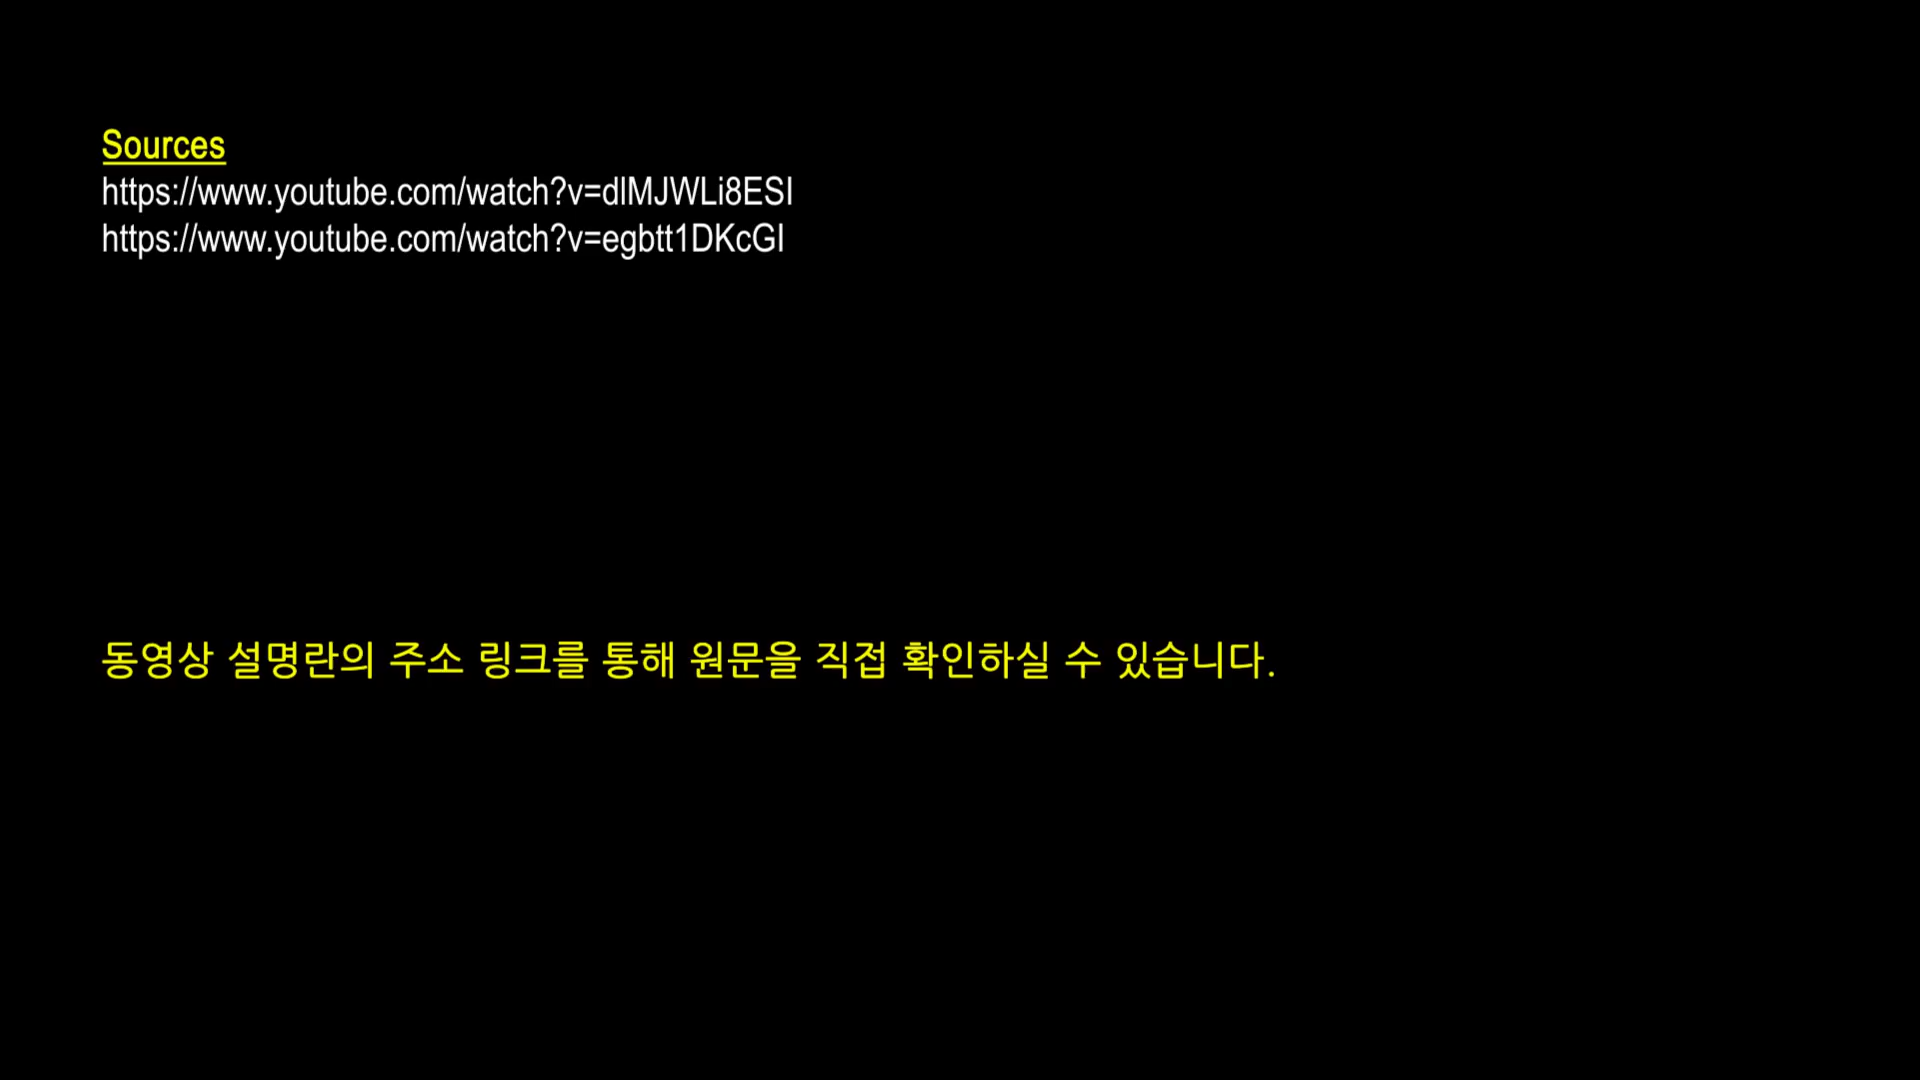 Sources
https://www.youtube.com/watch?v=dlMJWLi8ESI
https://www.youtube.com/watch?v=egbtt1DKcGI
동영상 설명란의 주소 링크를 통해 원문을 직접 확인하실 수 있습니다.